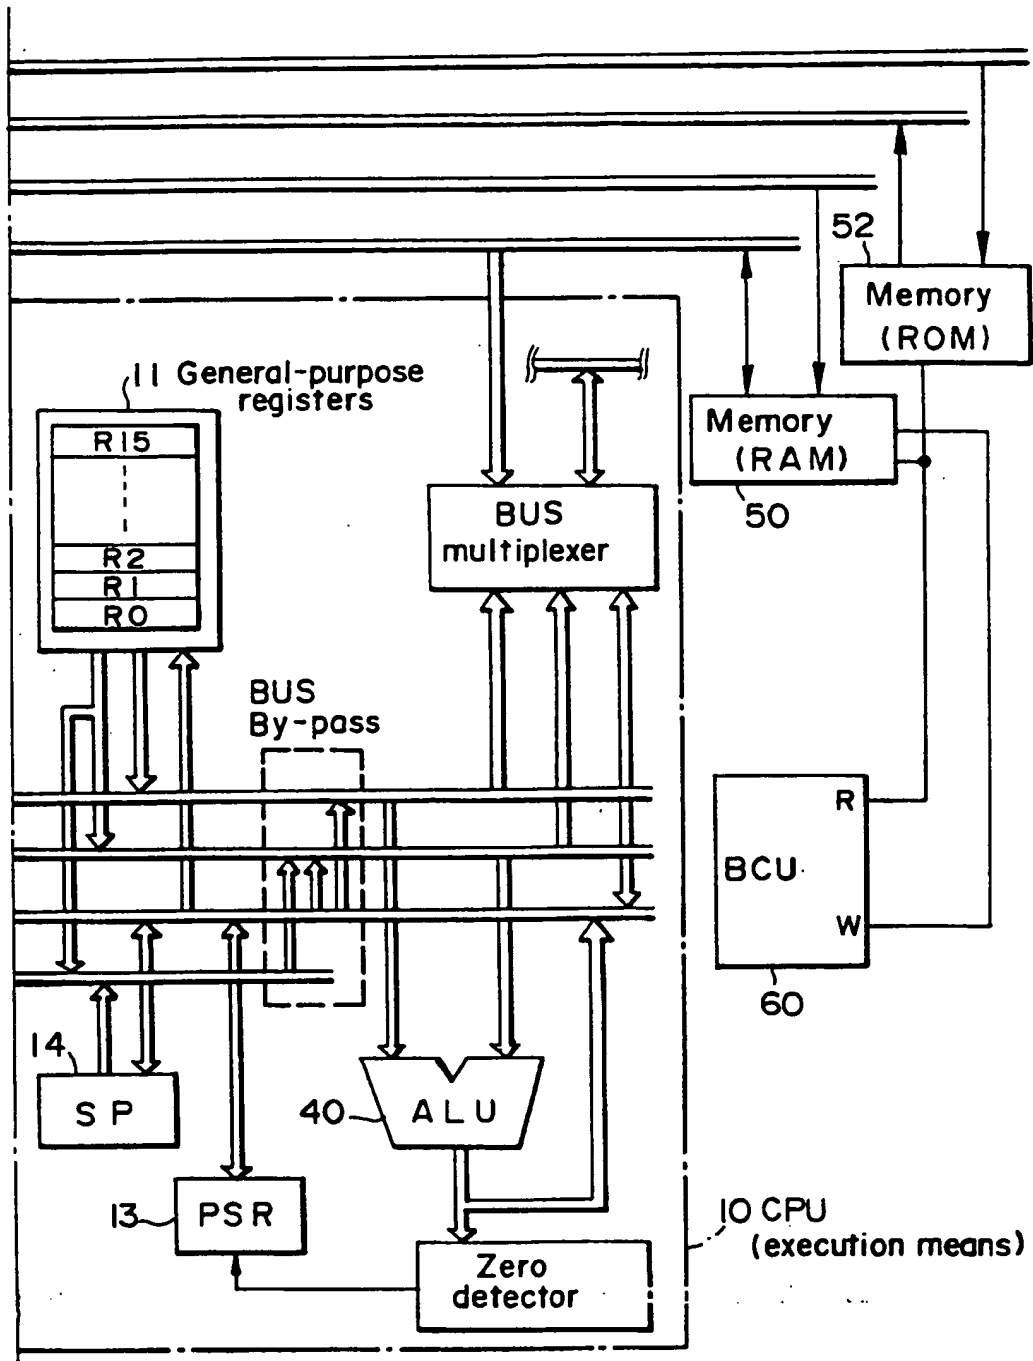 52
Memory
(ROM)
11 General-purpose
registers
R15
R2
R1
R0
Memory
(RAM)
50
BUS
multiplexer
BUS
By-pass
R
BCU
W
60
14
SP
40
ALU
13
PSR
10 CPU
(execution means)
Zero
detector